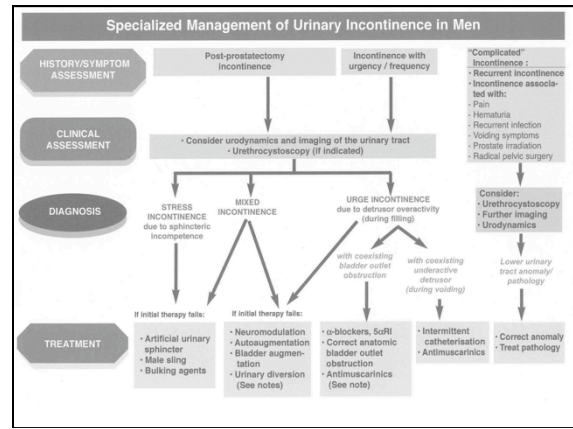 Specialized Management of Urinary Incontinence in Men
HISTORY/SYMPTOM
ASSESSMENT
Post-prostatectomy
incontinence
Incontinence with
urgency / frequency
“Complicated”
Incontinence :
• Recurrent incontinence
• Incontinence associa-
ted with:
- Pain
- Hematuria
- Recurrent infection
- Voiding symptoms
- Prostate irradiation
- Radical pelvic surgery
CLINICAL
ASSESSMENT
• Consider urodynamics and imaging of the urinary tract
• Urethrocystoscopy (if indicated)
DIAGNOSIS
STRESS
INCONTINENCE
due to sphincteric
incompetence
MIXED
INCONTINENCE
URGE INCONTINENCE
due to detrusor overactivity
(during filling)
with coexisting
bladder outlet
obstruction
with coexisting
underactive
detrusor
(during voiding)
Consider:
• Urethrocystoscopy
• Further imaging
• Urodynamics
Lower urinary
tract anomaly/
pathology
TREATMENT
If initial therapy fails:
• Artificial urinary
sphincter
• Male sling
• Bulking agents
If initial therapy fails:
• Neuromodulation
• Autoaugmentation
• Bladder augmen-
tation
• Urinary diversion
(See notes)
• α-blockers, 5αRI
• Correct anatomic
bladder outlet
obstruction
• Antimuscarinics
(See note)
• Intermittent
catheterisation
• Antimuscarinics
• Correct anomaly
• Treat pathology